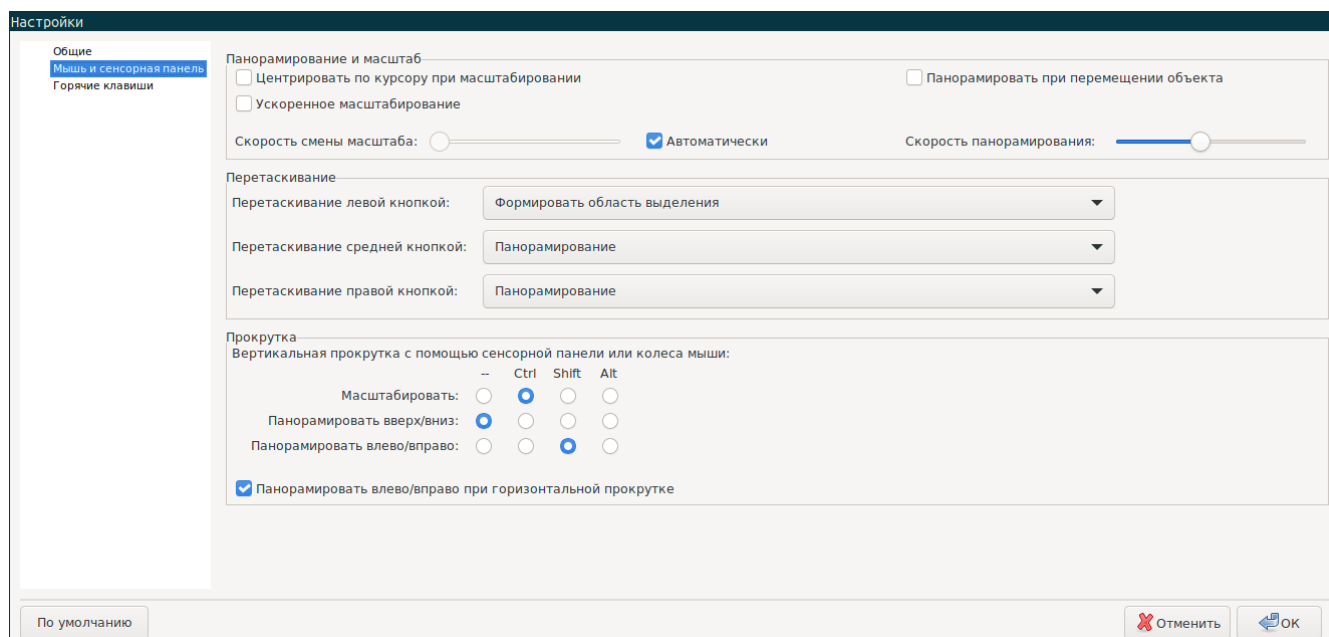 Настройки
Общие
Мышь и сенсорная панель
Горячие клавиши
Панорамирование и масштаб
Центрировать по курсору при масштабировании
Панорамировать при перемещении объекта
Ускоренное масштабирование
Скорость смены масштаба:
Автоматически
Скорость панорамирования:
Перетаскивание
Перетаскивание левой кнопкой: Формировать область выделения
Перетаскивание средней кнопкой: Панорамирование
Перетаскивание правой кнопкой: Панорамирование
Прокрутка
Вертикальная прокрутка с помощью сенсорной панели или колеса мыши:
-- Ctrl Shift Alt
Масштабировать:
Панорамировать вверх/вниз:
Панорамировать влево/вправо:
Панорамировать влево/вправо при горизонтальной прокрутке
По умолчанию
Отменить
ОК